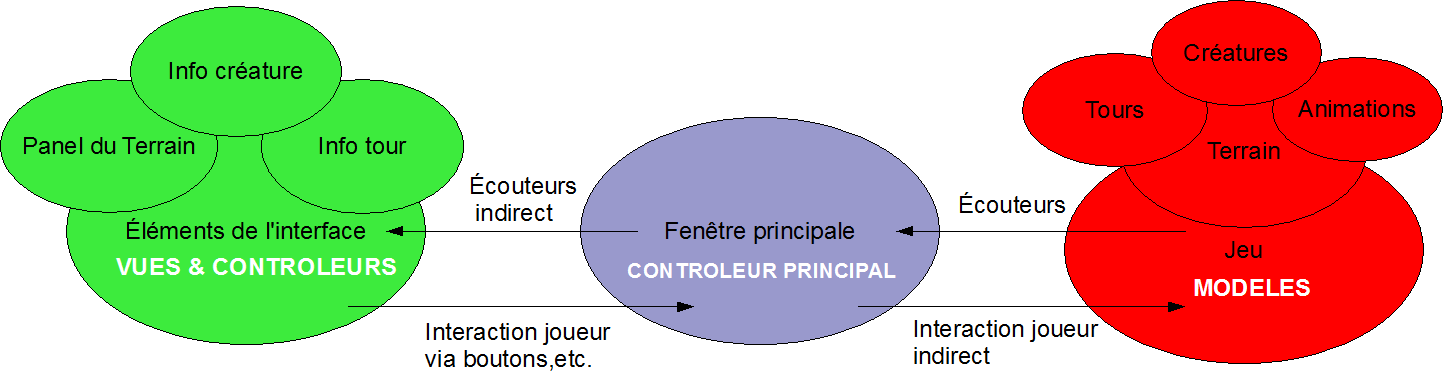 Info créature
Panel du Terrain
Info tour
Éléments de l'interface
VUES & CONTROLEURS
Écouteurs
indirect
Interaction joueur
via boutons,etc.
Fenêtre principale
CONTROLEUR PRINCIPAL
Écouteurs
Interaction joueur
indirect
Créatures
Tours
Animations
Terrain
Jeu
MODELES